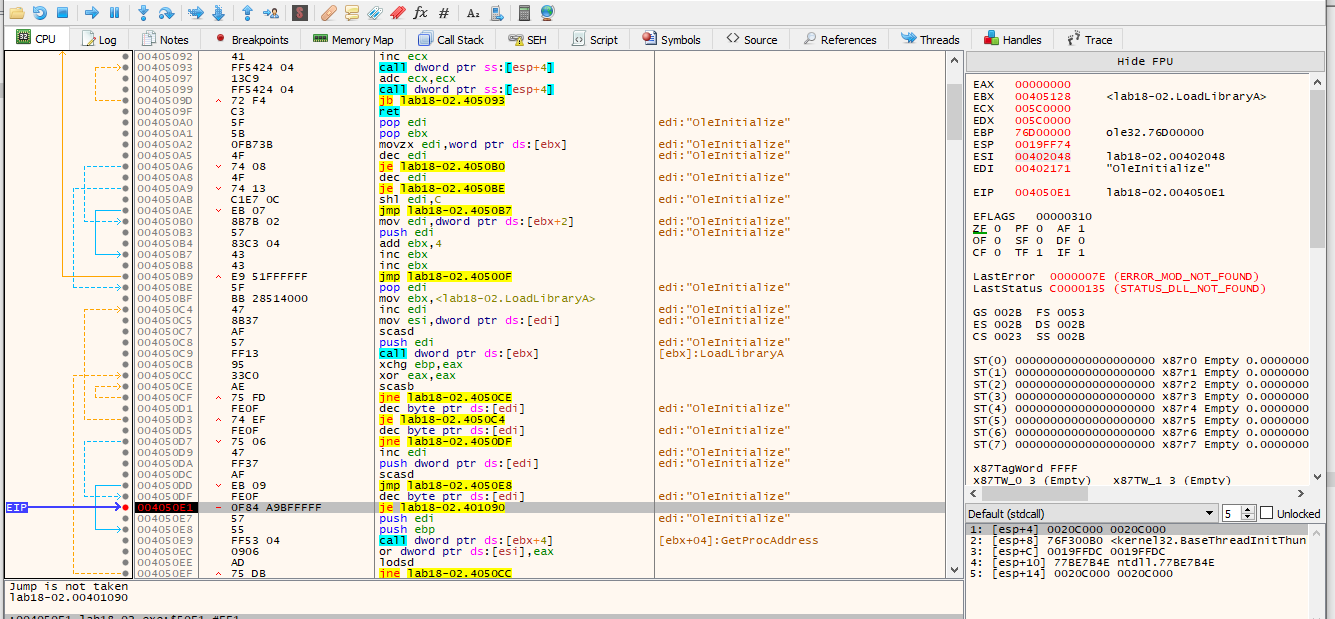 CPU Log Notes Breakpoints Memory Map Call Stack SEH Script Symbols Source References Threads Handles Trace
00405092 41 inc ecx
00405093 FF5424 04 call dword ptr ss:[esp+4]
00405097 13C9 adc ecx,ecx
00405099 FF5424 04 call dword ptr ss:[esp+4]
0040509D 72 F4 jb lab18-02.405093
0040509F C3 ret
004050A0 5F pop edi edi:"OleInitialize"
004050A1 5B pop ebx
004050A2 0FB73B movzx edi,word ptr ds:[ebx] edi:"OleInitialize"
004050A5 4F dec edi edi:"OleInitialize"
004050A6 74 08 je lab18-02.4050B0
004050A8 4F dec edi edi:"OleInitialize"
004050A9 74 13 je lab18-02.4050BE
004050AB C1E7 0C shl edi,C edi:"OleInitialize"
004050AE EB 07 jmp lab18-02.4050B7
004050B0 8B7B 02 mov edi,dword ptr ds:[ebx+2] edi:"OleInitialize"
004050B3 57 push edi edi:"OleInitialize"
004050B4 83C3 04 add ebx,4
004050B7 43 inc ebx
004050B8 43 inc ebx
004050B9 E9 51FFFFFF jmp lab18-02.40500F
004050BE 5F pop edi edi:"OleInitialize"
004050BF BB 28514000 mov ebx,<lab18-02.LoadLibraryA>
004050C4 47 inc edi edi:"OleInitialize"
004050C5 8B37 mov esi,dword ptr ds:[edi] edi:"OleInitialize"
004050C7 AF scasd
004050C8 57 push edi edi:"OleInitialize"
004050C9 FF13 call dword ptr ds:[ebx] [ebx]:LoadLibraryA
004050CB 95 xchg ebp,eax
004050CC 33C0 xor eax,eax
004050CE AE scasb
004050CF 75 FD jne lab18-02.4050CE
004050D1 FE0F dec byte ptr ds:[edi] edi:"OleInitialize"
004050D3 74 EF je lab18-02.4050C4
004050D5 FE0F dec byte ptr ds:[edi] edi:"OleInitialize"
004050D7 75 06 jne lab18-02.4050DF
004050D9 47 inc edi edi:"OleInitialize"
004050DA FF37 push dword ptr ds:[edi] edi:"OleInitialize"
004050DC AF scasd
004050DD EB 09 jmp lab18-02.4050E8
004050DF FE0F dec byte ptr ds:[edi] edi:"OleInitialize"
EIP 004050E1 0F84 A9BFFFFF je lab18-02.401090
004050E7 57 push edi edi:"OleInitialize"
004050E8 55 push ebp
004050E9 FF53 04 call dword ptr ds:[ebx+4] [ebx+04]:GetProcAddress
004050EC 0906 or dword ptr ds:[esi],eax
004050EE AD lodsd
004050EF 75 DB jne lab18-02.4050CC
Jump is not taken
lab18-02.00401090
Hide FPU
EAX 00000000
EBX 00405128 <lab18-02.LoadLibraryA>
ECX 005C0000
EDX 005C0000
EBP 76D00000 ole32.76D00000
ESP 0019FF74
ESI 00402048 lab18-02.00402048
EDI 00402171 "OleInitialize"
EIP 004050E1 lab18-02.004050E1
EFLAGS 00000310
ZF 0 PF 0 AF 1
OF 0 SF 0 DF 0
CF 0 TF 1 IF 1
LastError 0000007E (ERROR_MOD_NOT_FOUND)
LastStatus C0000135 (STATUS_DLL_NOT_FOUND)
GS 002B FS 0053
ES 002B DS 002B
CS 0023 SS 002B
ST(0) 00000000000000000000 x87r0 Empty 0.0000000
ST(1) 00000000000000000000 x87r1 Empty 0.0000000
ST(2) 00000000000000000000 x87r2 Empty 0.0000000
ST(3) 00000000000000000000 x87r3 Empty 0.0000000
ST(4) 00000000000000000000 x87r4 Empty 0.0000000
ST(5) 00000000000000000000 x87r5 Empty 0.0000000
ST(6) 00000000000000000000 x87r6 Empty 0.0000000
ST(7) 00000000000000000000 x87r7 Empty 0.0000000
x87TagWord FFFF
x87TW_0 3 (Empty) x87TW_1 3 (Empty)
Default (stdcall) 5 Unlocked
1: [esp+4] 0020C000 0020C000
2: [esp+8] 76F300B0 <kernel32.BaseThreadInitThun
3: [esp+C] 0019FFDC 0019FFDC
4: [esp+10] 77BE7B4E ntdll.77BE7B4E
5: [esp+14] 0020C000 0020C000